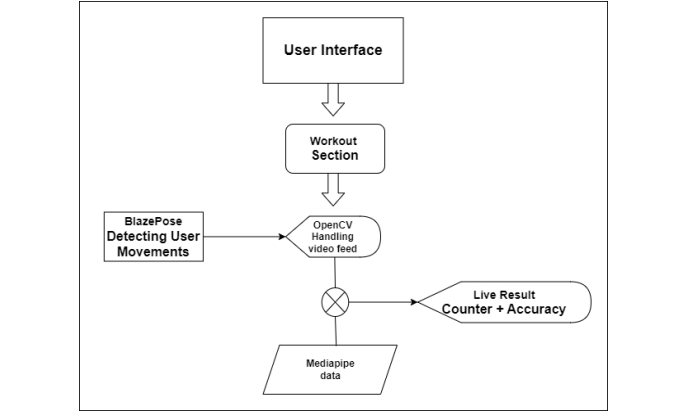 User Interface
Workout
Section
BlazePose
Detecting User
Movements
OpenCV
Handling
video feed
Live Result
Counter + Accuracy
Mediapipe
data